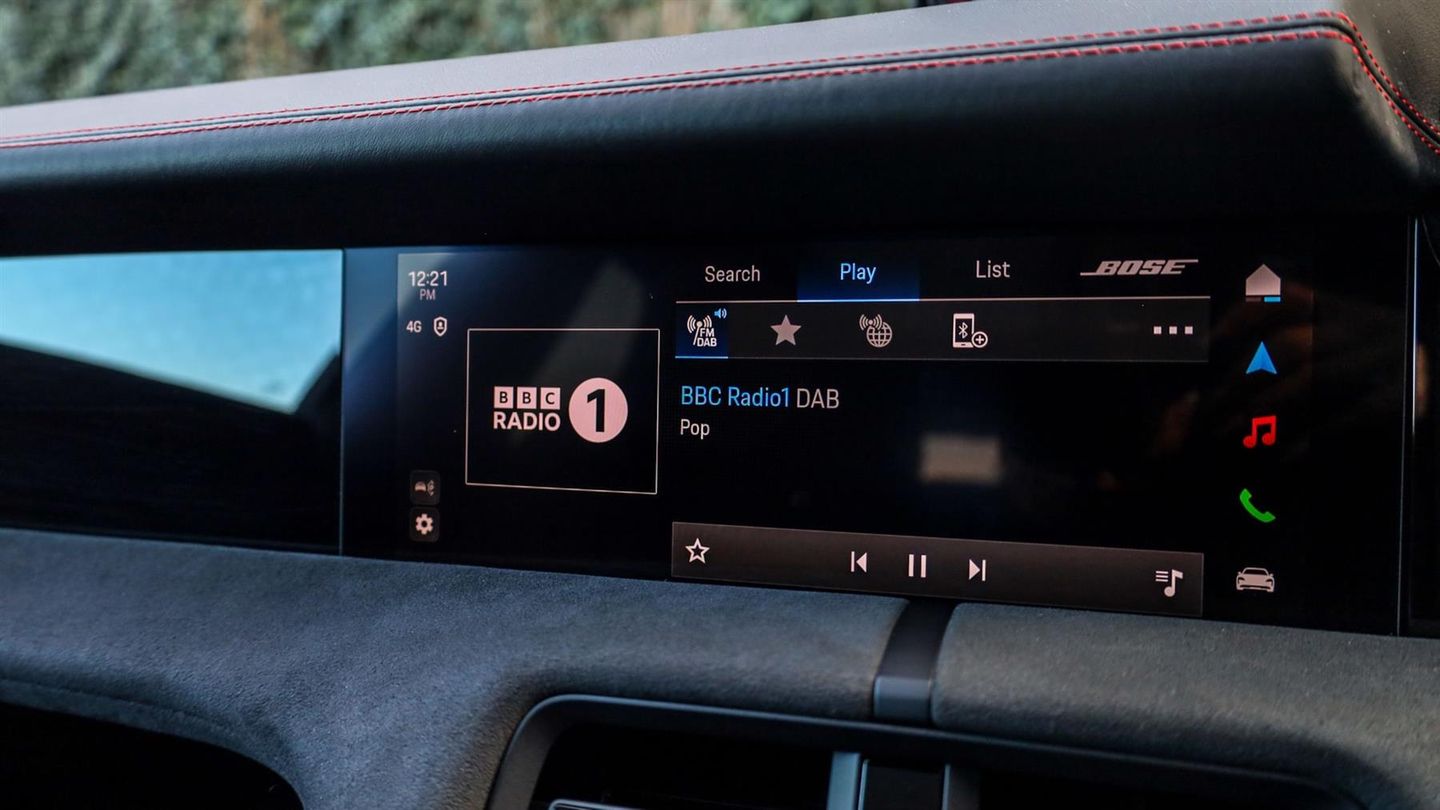 12:21
PM
4G
Search
Play
List
BOSE
FM
DAB
BBC
RADIO 1
BBC Radio1 DAB
Pop